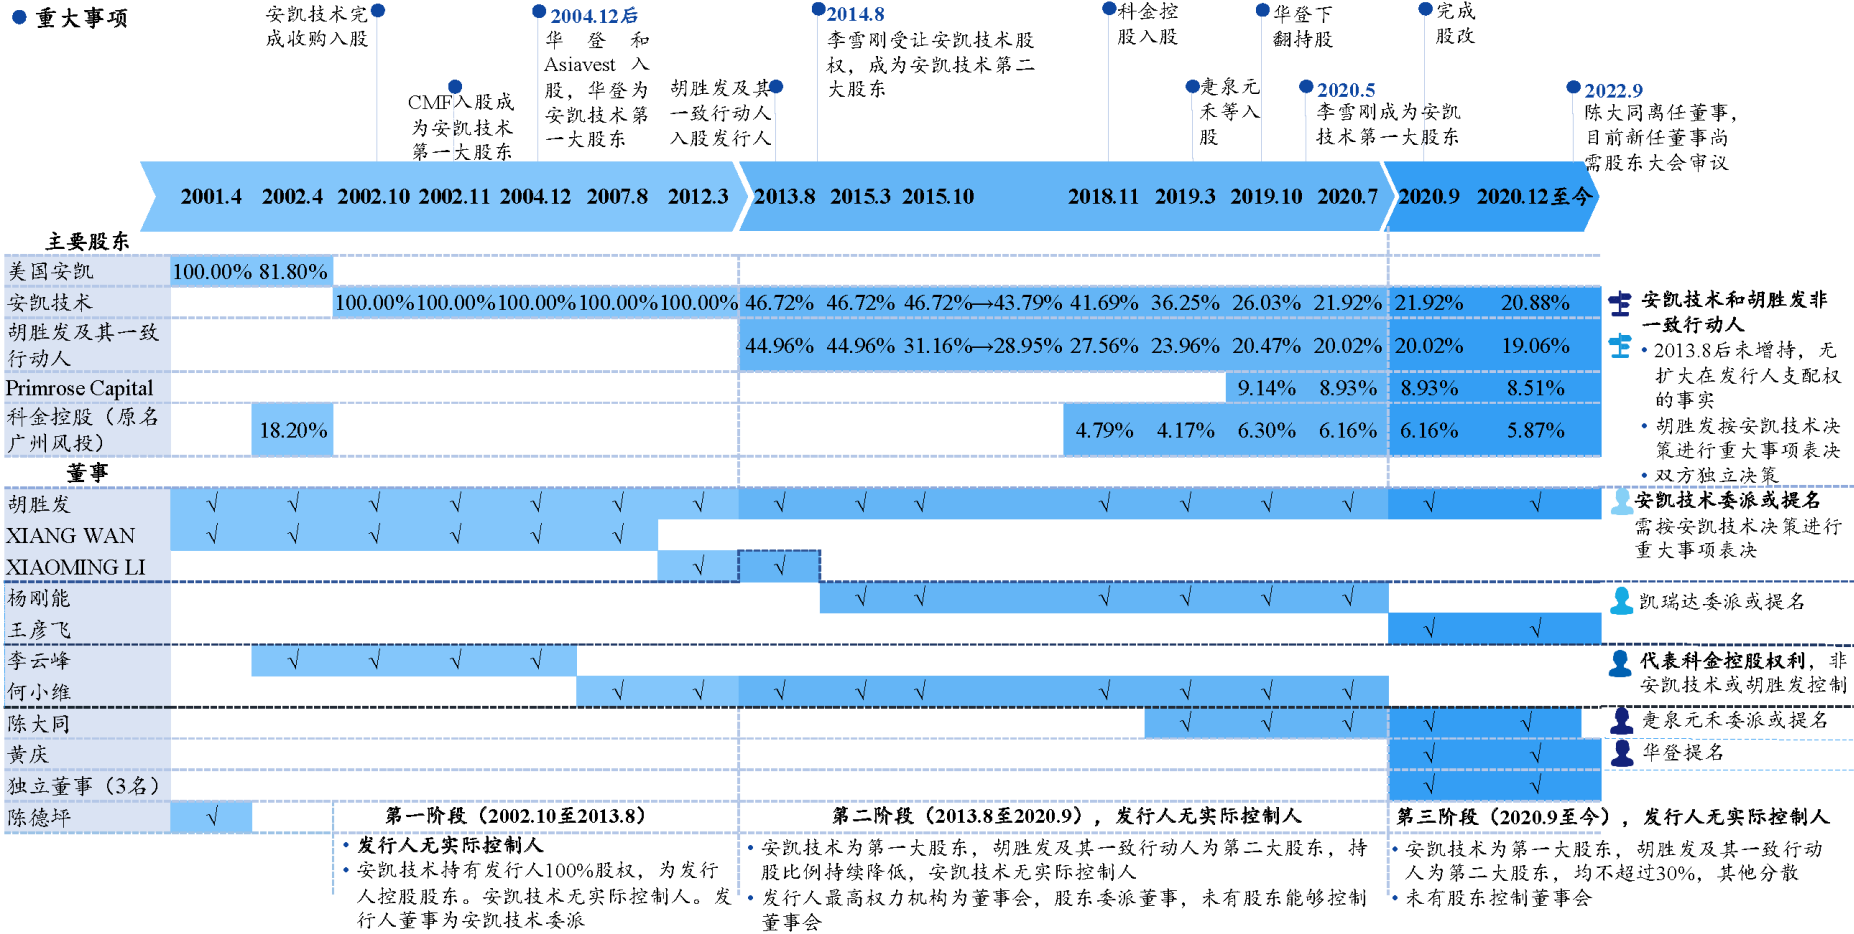 重大事项
安凯技术完
成收购入股
CMF入股成
为安凯技术
第一大股东
2004.12后
华登和
Asiavest 入
股，华登为
安凯技术第
一大股东
胡胜发及其
一致行动人
入股发行人
2014.8
李雪刚受让安凯技术股
权，成为安凯技术第二
大股东
科金控
股入股
疌泉元
禾等入
股
华登下
翻持股
2020.5
李雪刚成为安凯
技术第一大股东
完成
股改
2022.9
陈大同离任董事，
目前新任董事尚
需股东大会审议
2001.4 2002.4 2002.10 2002.11 2004.12 2007.8 2012.3 2013.8 2015.3 2015.10 2018.11 2019.3 2019.10 2020.7 2020.9 2020.12至今
主要股东
美国安凯 100.00% 81.80%
安凯技术 100.00% 100.00% 100.00% 100.00% 100.00% 46.72% 46.72% 46.72%→43.79% 41.69% 36.25% 26.03% 21.92% 21.92% 20.88%
胡胜发及其一致
行动人 44.96% 44.96% 31.16%→28.95% 27.56% 23.96% 20.47% 20.02% 20.02% 19.06%
Primrose Capital 9.14% 8.93% 8.93% 8.51%
科金控股（原名
广州风投） 18.20% 4.79% 4.17% 6.30% 6.16% 6.16% 5.87%
安凯技术和胡胜发非
一致行动人
• 2013.8后未增持，无
扩大在发行人支配权
的事实
• 胡胜发按安凯技术决
策进行重大事项表决
• 双方独立决策
董事
胡胜发 √ √ √ √ √ √ √ √ √ √ √ √ √ √ √ √
XIANG WAN √ √ √ √ √ √
XIAOMING LI √ √
安凯技术委派或提名
需按安凯技术决策进行
重大事项表决
杨刚能 √ √ √ √ √ √
王彦飞 √ √
凯瑞达委派或提名
李云峰 √ √ √ √
何小维 √ √ √ √ √ √ √ √ √
代表科金控股权利，非
安凯技术或胡胜发控制
陈大同 √ √ √ √ √
疌泉元禾委派或提名
黄庆 √ √
华登提名
独立董事（3名） √ √
陈德坪 √
第一阶段（2002.10至2013.8）
• 发行人无实际控制人
• 安凯技术持有发行人100%股权，为发行
人控股股东。安凯技术无实际控制人。发
行人董事为安凯技术委派
第二阶段（2013.8至2020.9），发行人无实际控制人
• 安凯技术为第一大股东，胡胜发及其一致行动人为第二大股东，持
股比例持续降低，安凯技术无实际控制人
• 发行人最高权力机构为董事会，股东委派董事，未有股东能够控制
董事会
第三阶段（2020.9至今），发行人无实际控制人
• 安凯技术为第一大股东，胡胜发及其一致行动
人为第二大股东，均不超过30%，其他分散
• 未有股东控制董事会